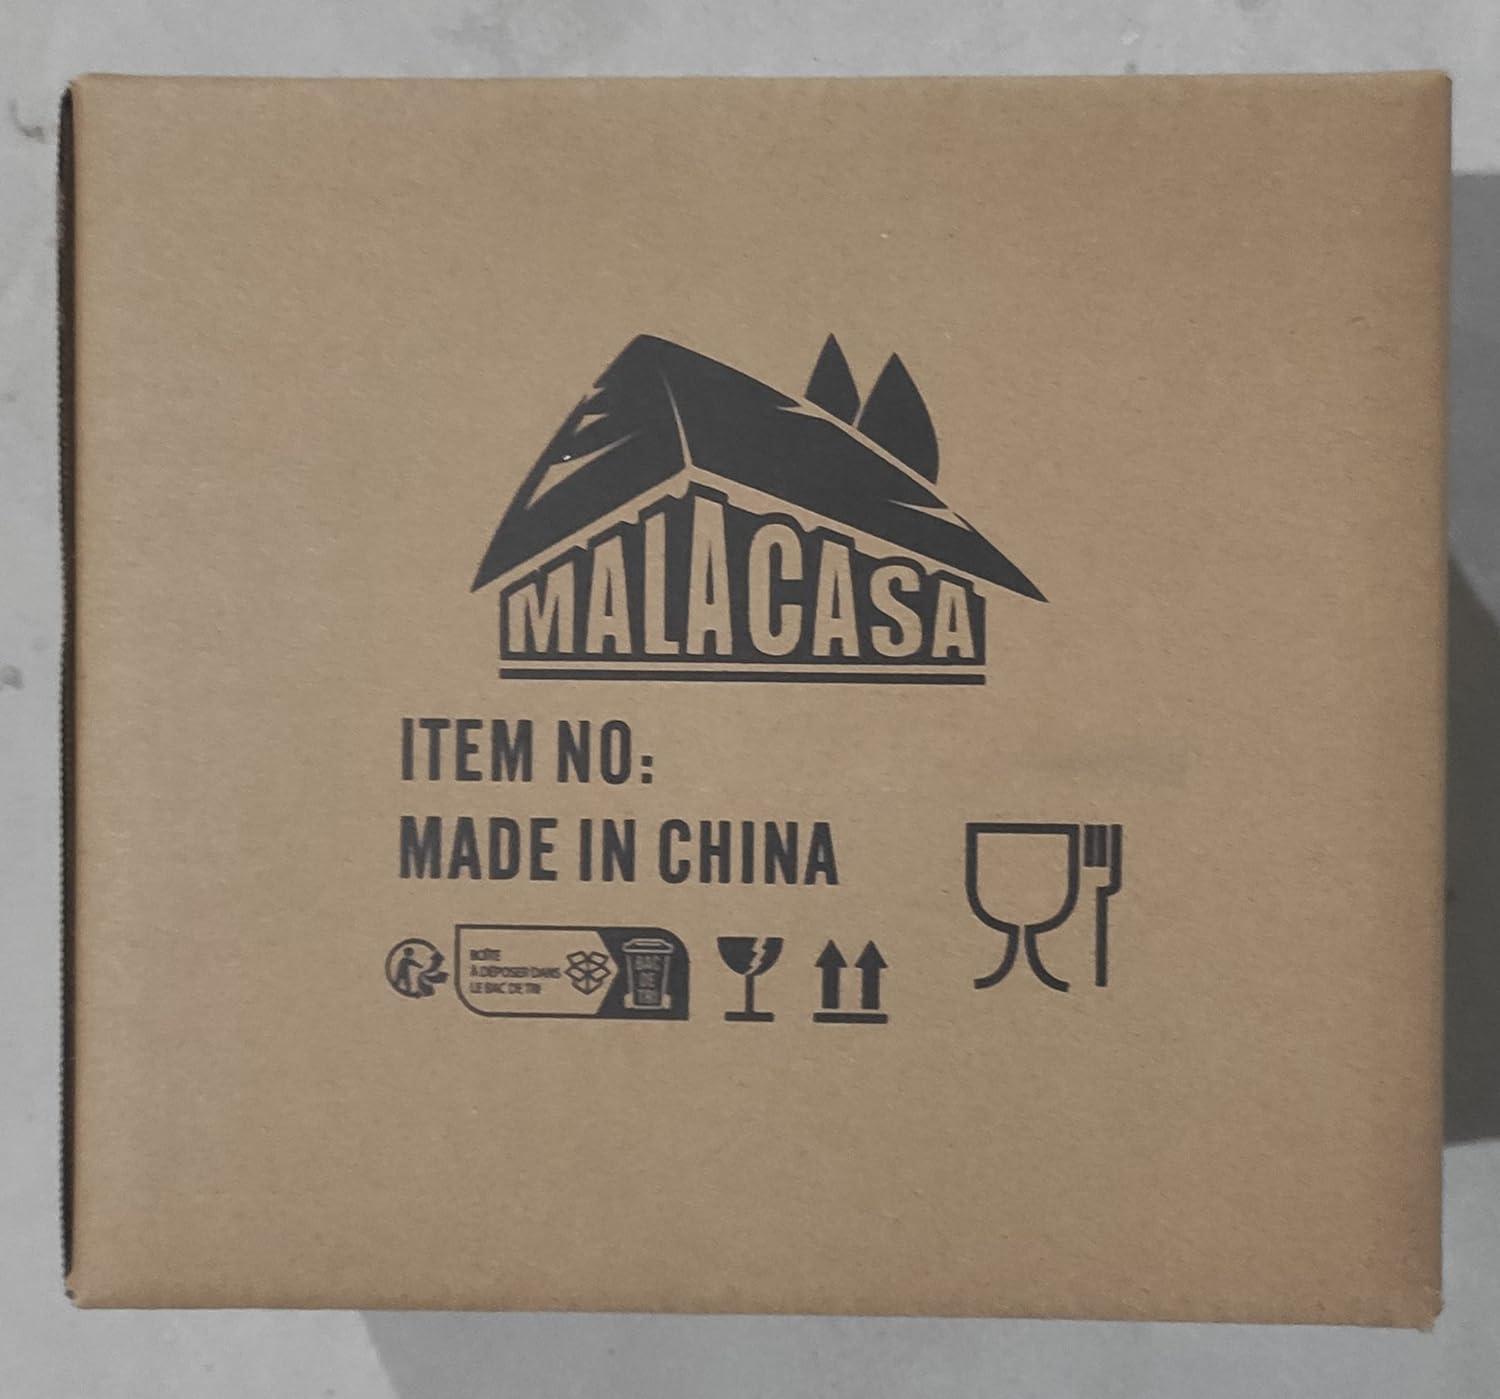 MALACASA
ITEM NO:
MADE IN CHINA
BOÎTE
À DÉPOSER DANS
LE BAC DE TRI
BAC
DE
TRI